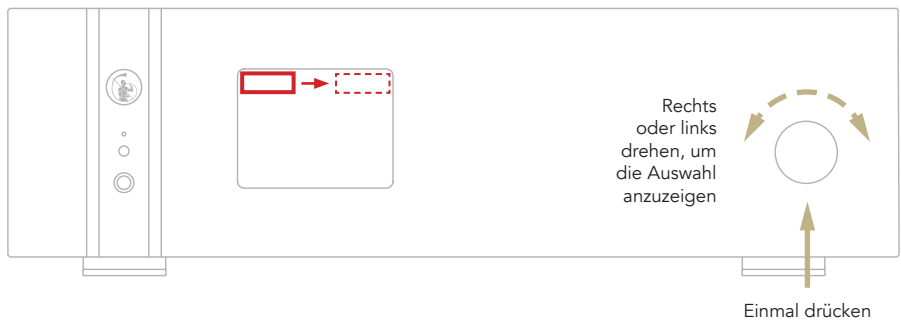 Rechts
oder links
drehen, um
die Auswahl
anzuzeigen
Einmal drücken